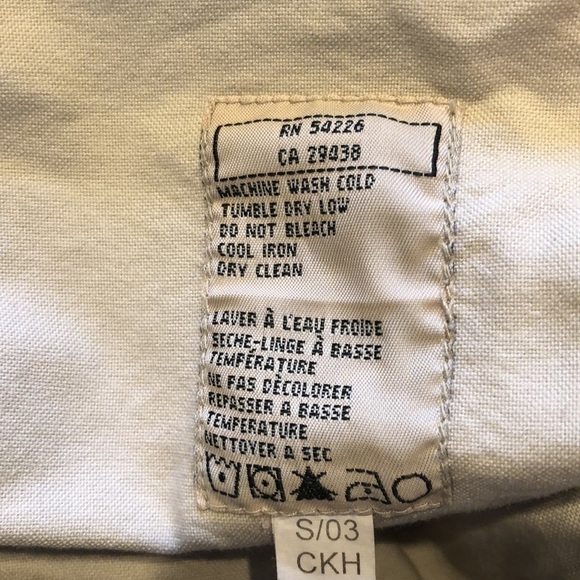 RN 54226
CA 29438
MACHINE WASH COLD
TUMBLE DRY LOW
DO NOT BLEACH
COOL IRON
DRY CLEAN
LAVER À L'EAU FROIDE
SECHE-LINGE À BASSE
TEMPÉRATURE
NE PAS DÉCOLORER
REPASSER A BASSE
TEMPERATURE
NETTOYER A SEC
S/03
CKH